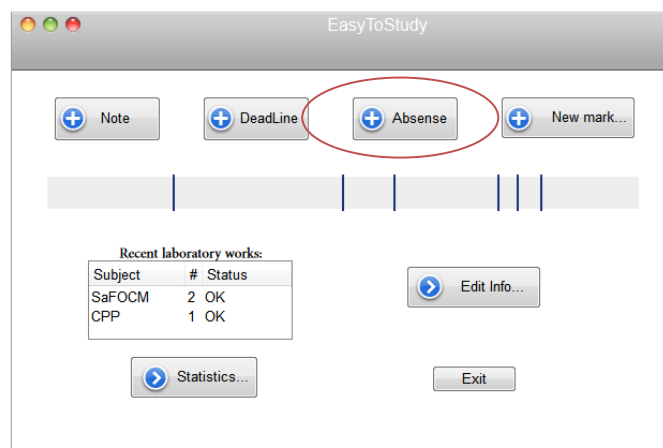 EasyToStudy
Note DeadLine Absense New mark...
Recent laboratory works:
Subject # Status
SaFOCM 2 OK
CPP 1 OK
Edit Info...
Statistics...
Exit